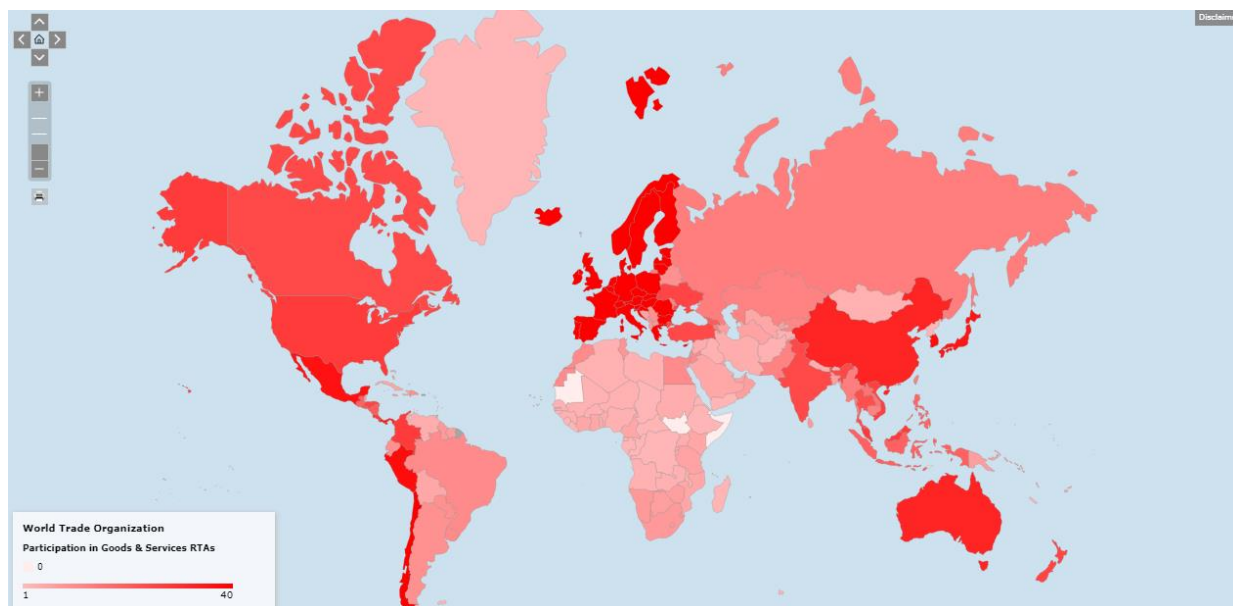 Disclaim
World Trade Organization
Participation in Goods & Services RTAs
0
1 40